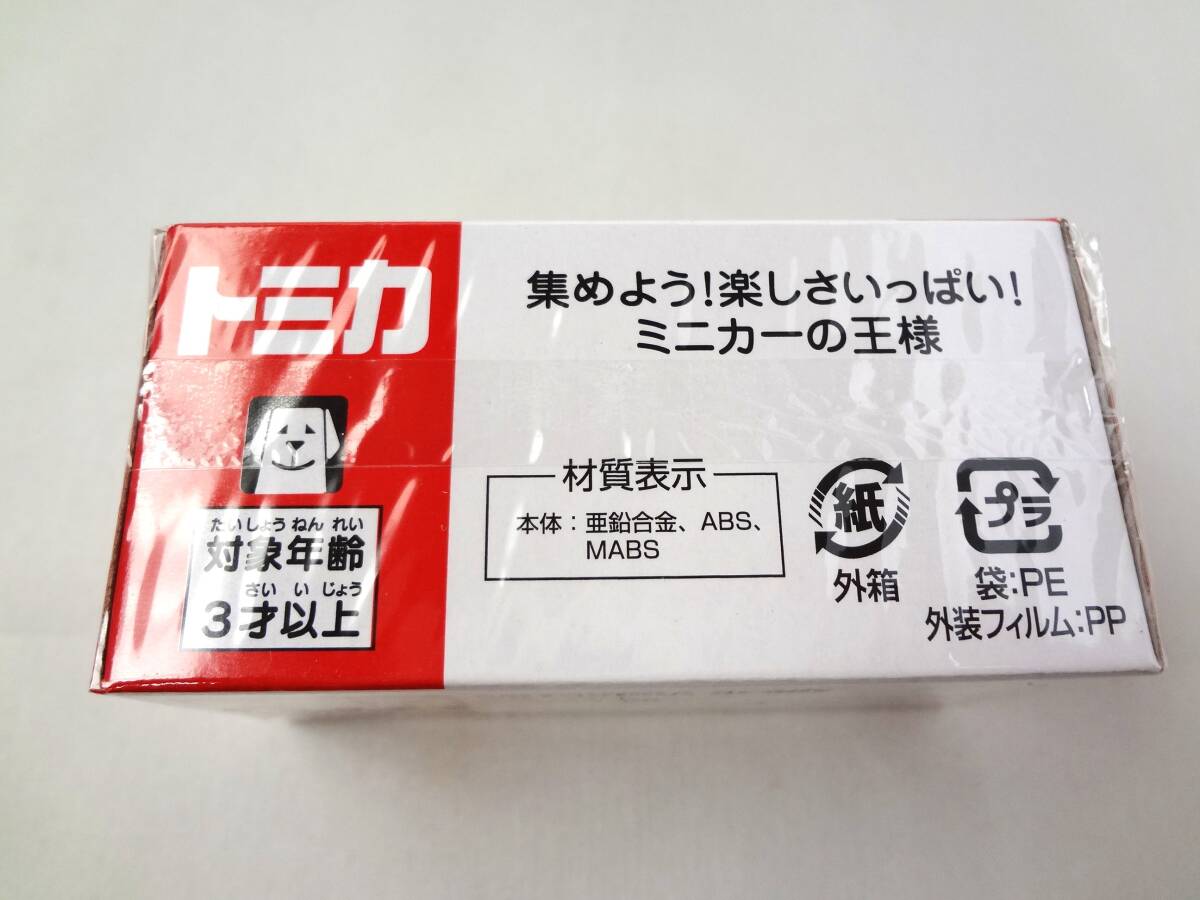 トミカ
集めよう!楽しさいっぱい!
ミニカーの王様
たいしょうねんれい
対象年齢
さいいじょう
3才以上
材質表示
本体:亜鉛合金、ABS、
MABS
紙
外箱
プラ
袋:PE
外装フィルム:PP